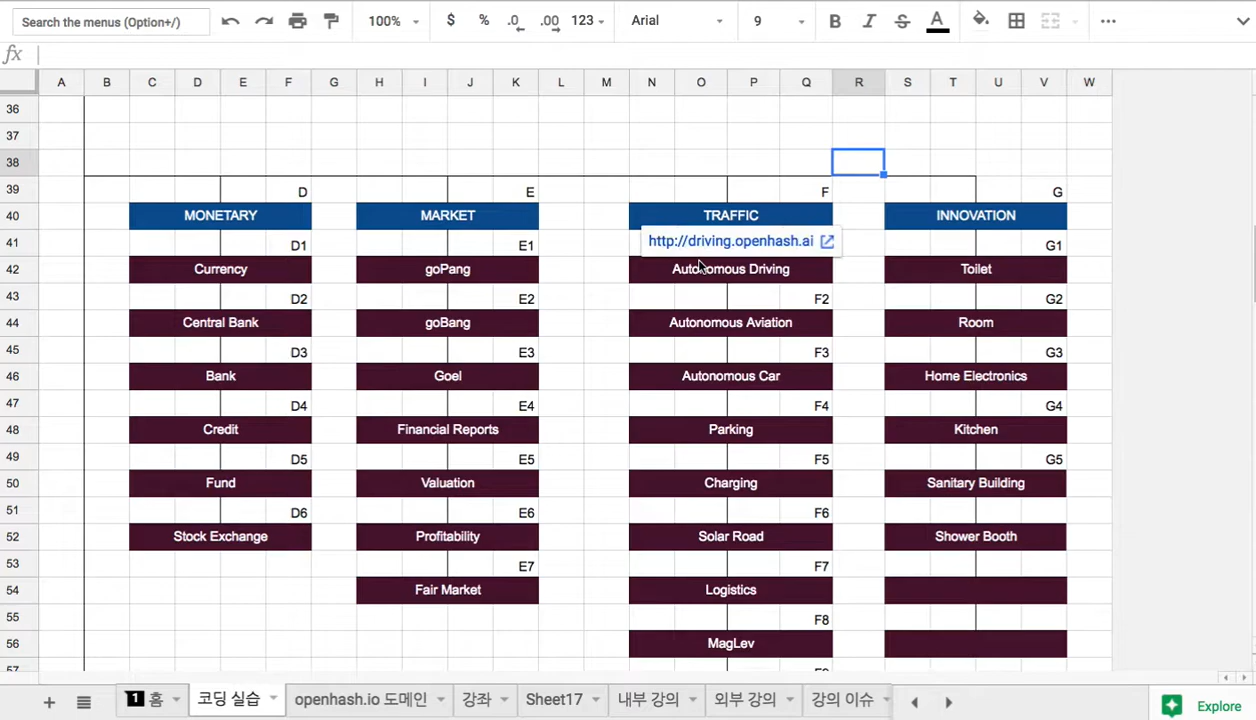 Search the menus (Option+/) 100% $ % .0 .00 123 Arial 9 B I S A
fx
A B C D E F G H I J K L M N O P Q R S T U V W
36
37
38
39 D E F G
40 MONETARY MARKET TRAFFIC INNOVATION
41 D1 E1 http://driving.openhash.ai G1
42 Currency goPang Autonomous Driving Toilet
43 D2 E2 F2 G2
44 Central Bank goBang Autonomous Aviation Room
45 D3 E3 F3 G3
46 Bank Goel Autonomous Car Home Electronics
47 D4 E4 F4 G4
48 Credit Financial Reports Parking Kitchen
49 D5 E5 F5 G5
50 Fund Valuation Charging Sanitary Building
51 D6 E6 F6
52 Stock Exchange Profitability Solar Road Shower Booth
53 E7 F7
54 Fair Market Logistics
55 F8
56 MagLev
57 F9
1 홈 코딩 실습 openhash.io 도메인 강좌 Sheet17 내부 강의 외부 강의 강의 이슈 Explore